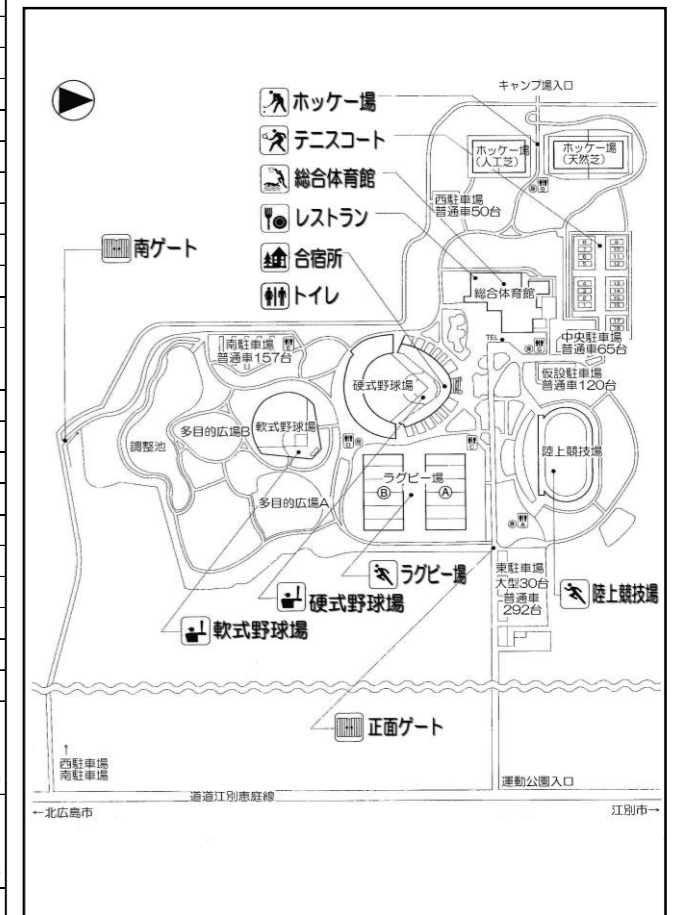 キャンプ場入口
ホッケー場
テニスコート
総合体育館
レストラン
合宿所
トイレ
ホッケー場
(人工芝)
ホッケー場
(天然芝)
西駐車場
普通車50台
南ゲート
総合体育館
TEL
中央駐車場
普通車65台
仮設駐車場
普通車120台
南駐車場
普通車157台
硬式野球場
調整池
多目的広場B
軟式野球場
多目的広場A
ラグビー場
B
A
陸上競技場
ラグビー場
硬式野球場
軟式野球場
東駐車場
大型30台
普通車
292台
陸上競技場
正面ゲート
↑
西駐車場
南駐車場
運動公園入口
道道江別恵庭線
←北広島市
江別市→